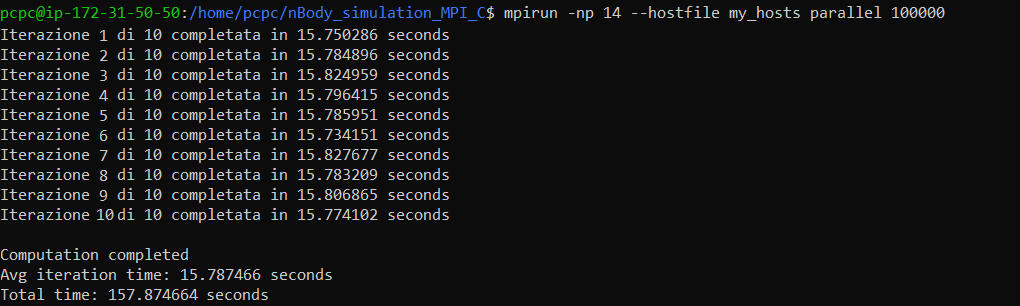 pcpc@ip-172-31-50-50:/home/pcpc/nBody_simulation_MPI_C$ mpirun -np 14 --hostfile my_hosts parallel 100000
Iterazione 1 di 10 completata in 15.750286 seconds
Iterazione 2 di 10 completata in 15.784896 seconds
Iterazione 3 di 10 completata in 15.824959 seconds
Iterazione 4 di 10 completata in 15.796415 seconds
Iterazione 5 di 10 completata in 15.785951 seconds
Iterazione 6 di 10 completata in 15.734151 seconds
Iterazione 7 di 10 completata in 15.827677 seconds
Iterazione 8 di 10 completata in 15.783209 seconds
Iterazione 9 di 10 completata in 15.806865 seconds
Iterazione 10 di 10 completata in 15.774102 seconds
Computation completed
Avg iteration time: 15.787466 seconds
Total time: 157.874664 seconds